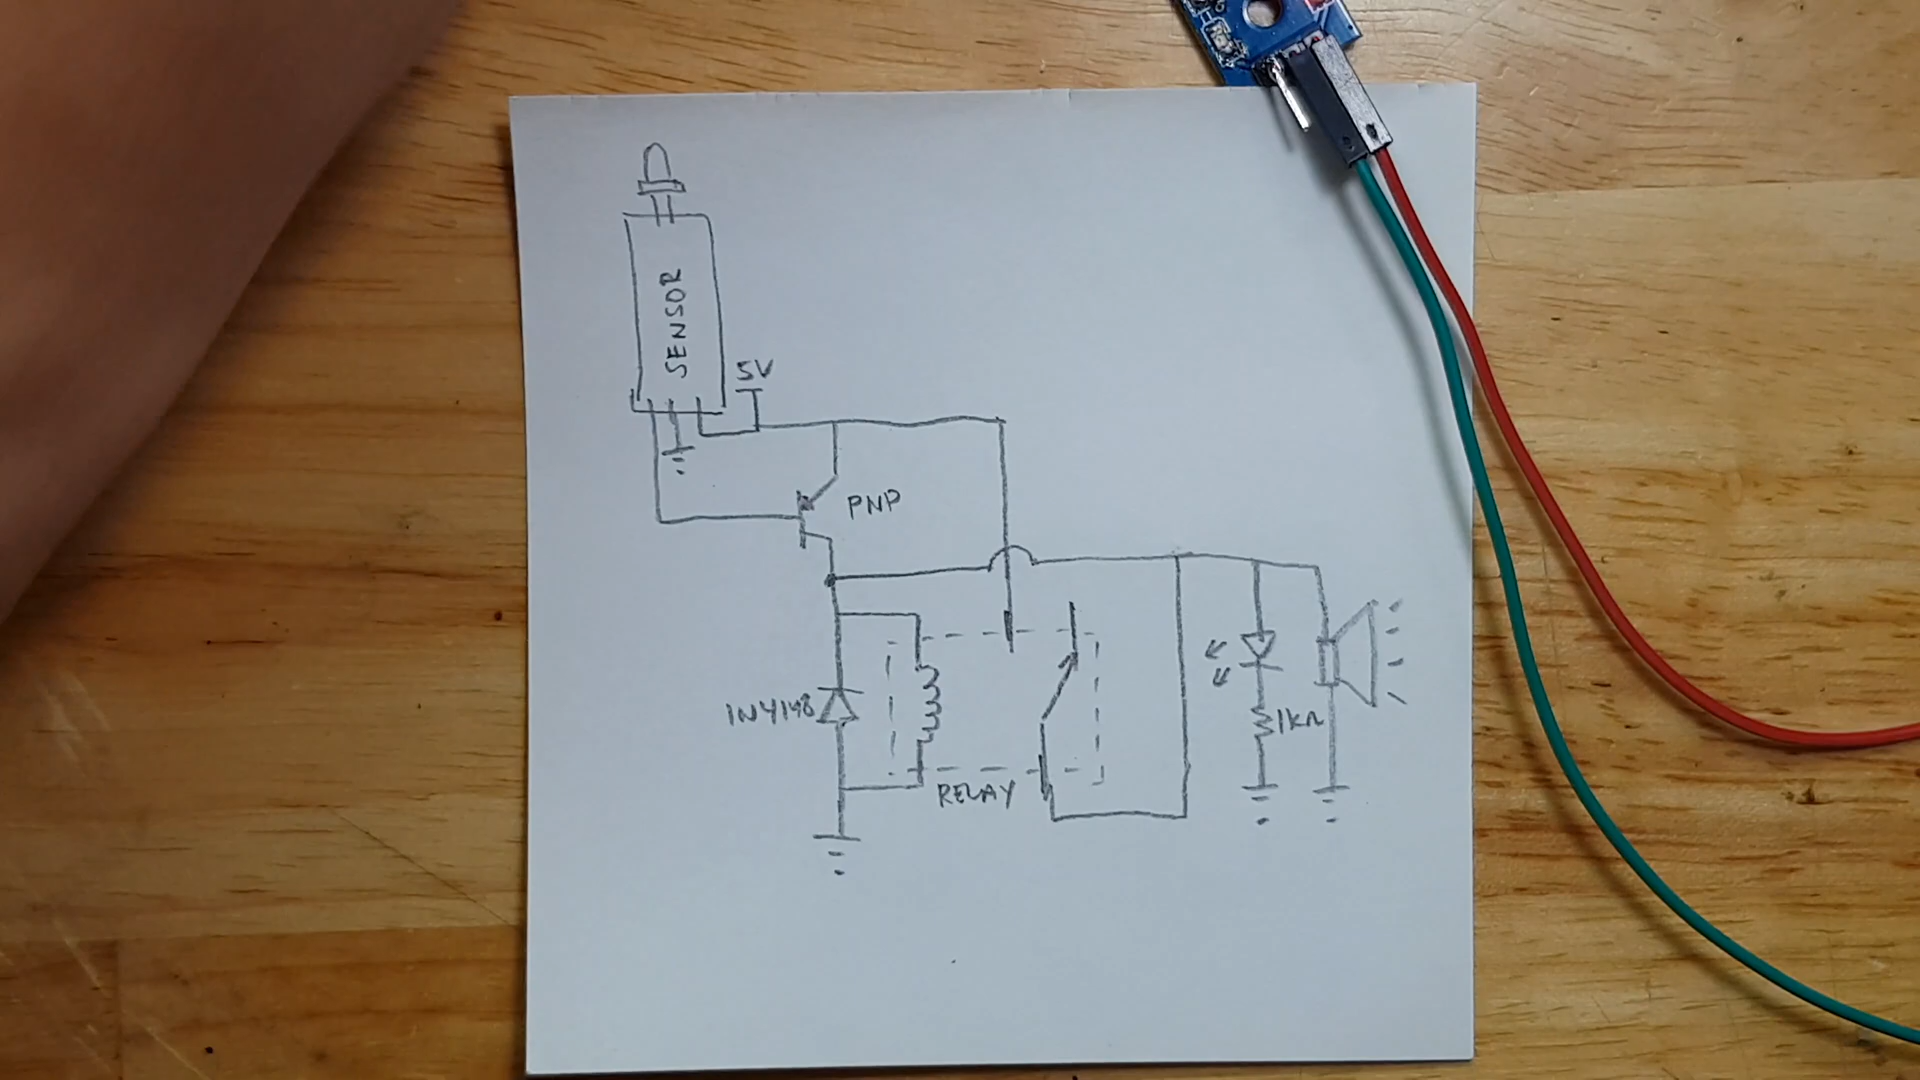 SENSOR
5V
PNP
1N4148
1KΩ
RELAY